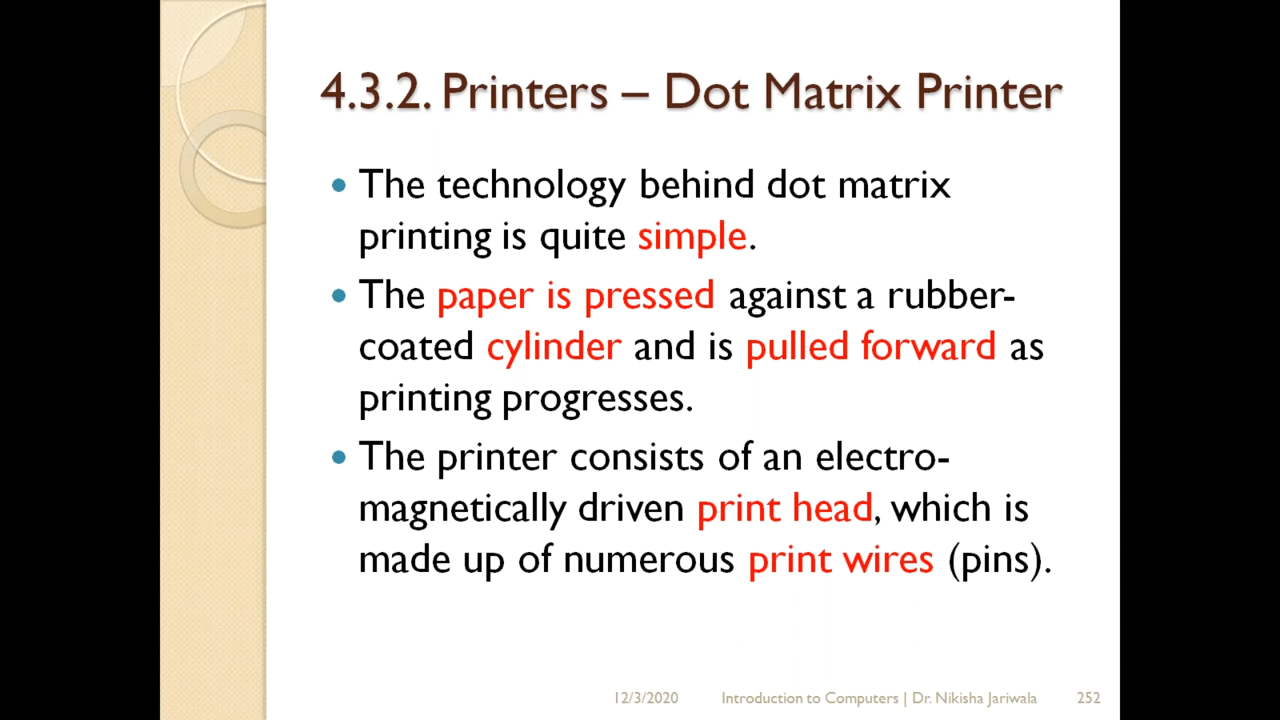 4.3.2. Printers – Dot Matrix Printer
• The technology behind dot matrix
printing is quite simple.
• The paper is pressed against a rubber-
coated cylinder and is pulled forward as
printing progresses.
• The printer consists of an electro-
magnetically driven print head, which is
made up of numerous print wires (pins).
12/3/2020 Introduction to Computers | Dr. Nikisha Jariwala 252